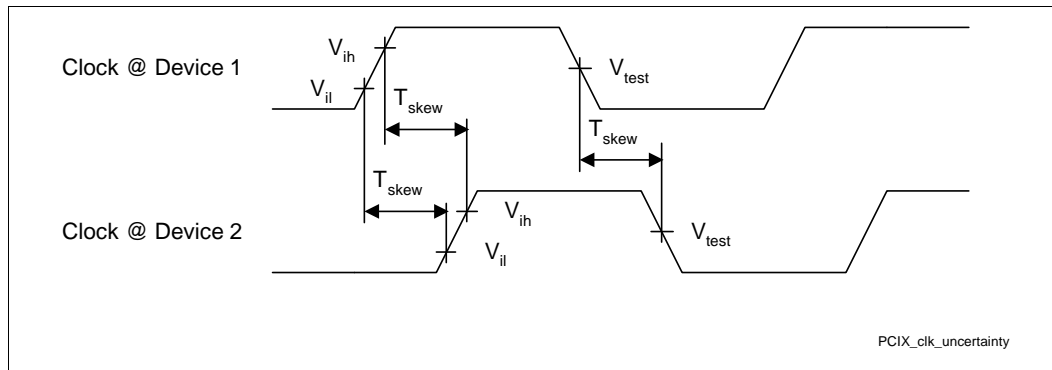 Clock @ Device 1
V_ih
V_il
T_skew
T_skew
V_test
T_skew
Clock @ Device 2
V_ih
V_il
V_test
PCIX_clk_uncertainty